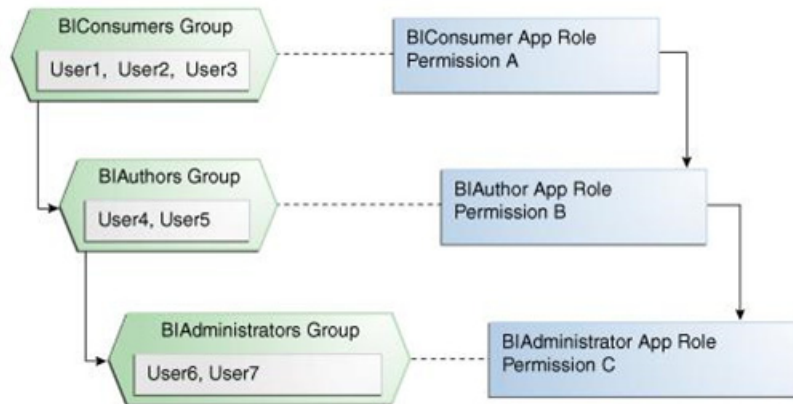 BIConsumers Group
User1, User2, User3
BIConsumer App Role
Permission A
BIAuthors Group
User4, User5
BIAuthor App Role
Permission B
BIAdministrators Group
User6, User7
BIAdministrator App Role
Permission C